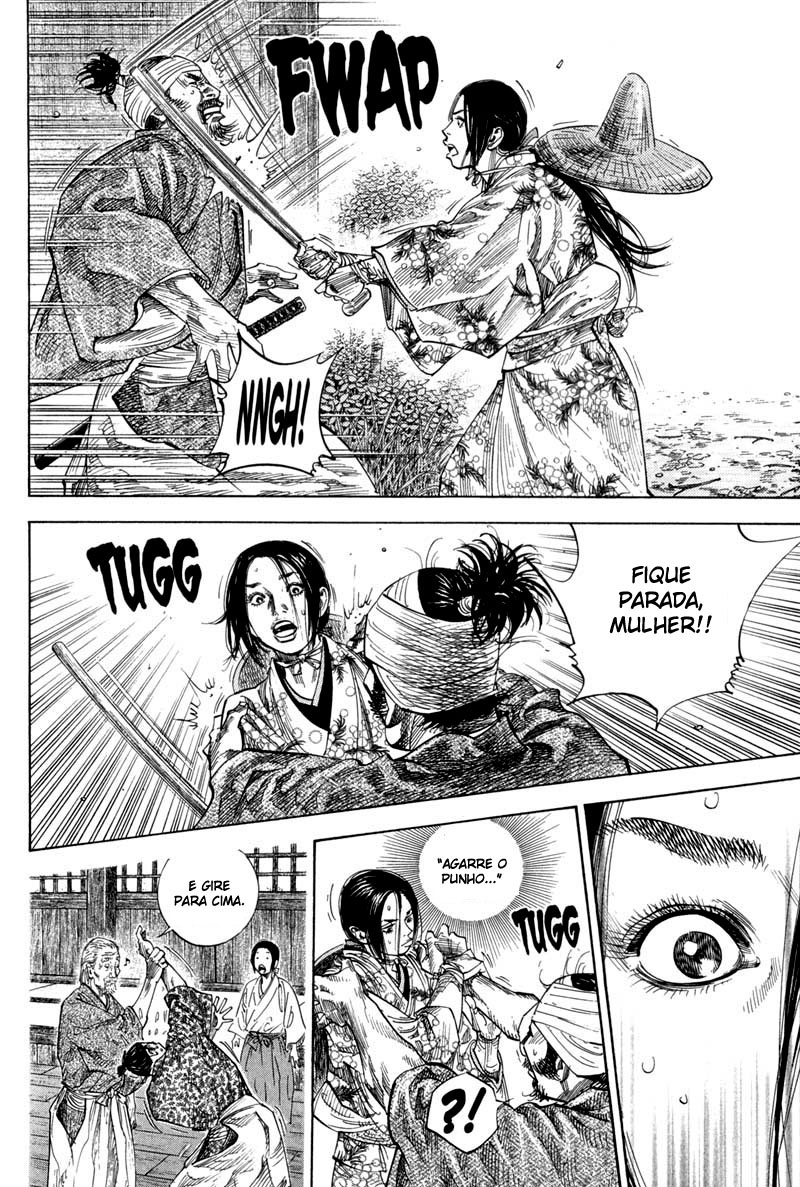 FWAP
NNGH!
TUGG
FIQUE
PARADA,
MULHER!!
"AGARRE O
PUNHO..."
TUGG
?!
E GIRE
PARA CIMA.